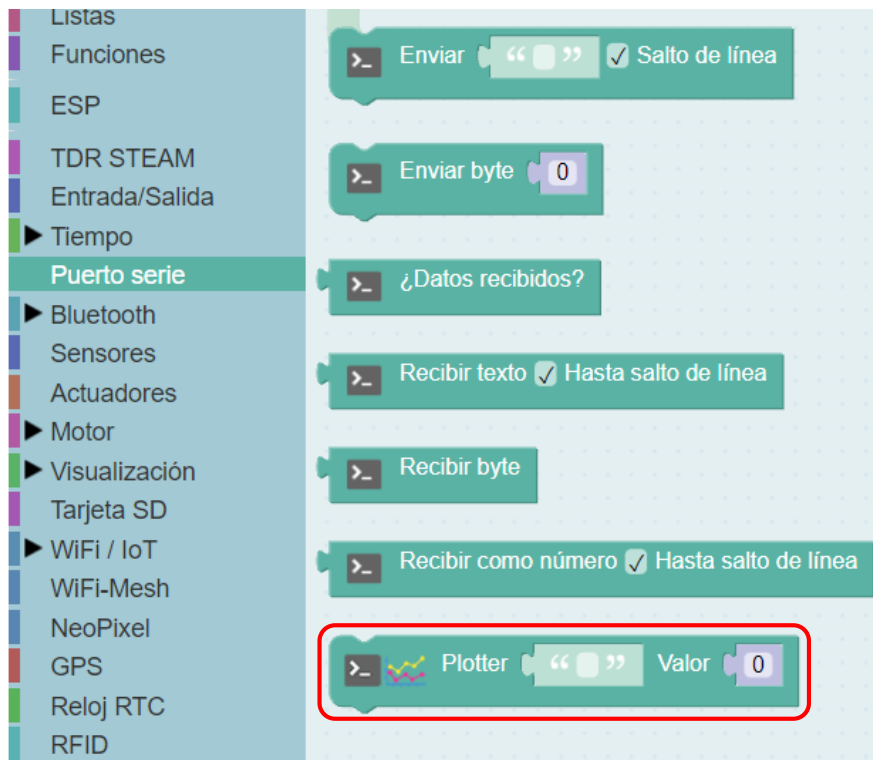 Listas
Funciones
ESP
TDR STEAM
Entrada/Salida
Tiempo
Puerto serie
Bluetooth
Sensores
Actuadores
Motor
Visualización
Tarjeta SD
WiFi / IoT
WiFi-Mesh
NeoPixel
GPS
Reloj RTC
RFID
>_ Enviar “ ” ✓ Salto de línea
>_ Enviar byte 0
>_ ¿Datos recibidos?
>_ Recibir texto ✓ Hasta salto de línea
>_ Recibir byte
>_ Recibir como número ✓ Hasta salto de línea
>_ Plotter “ ” Valor 0